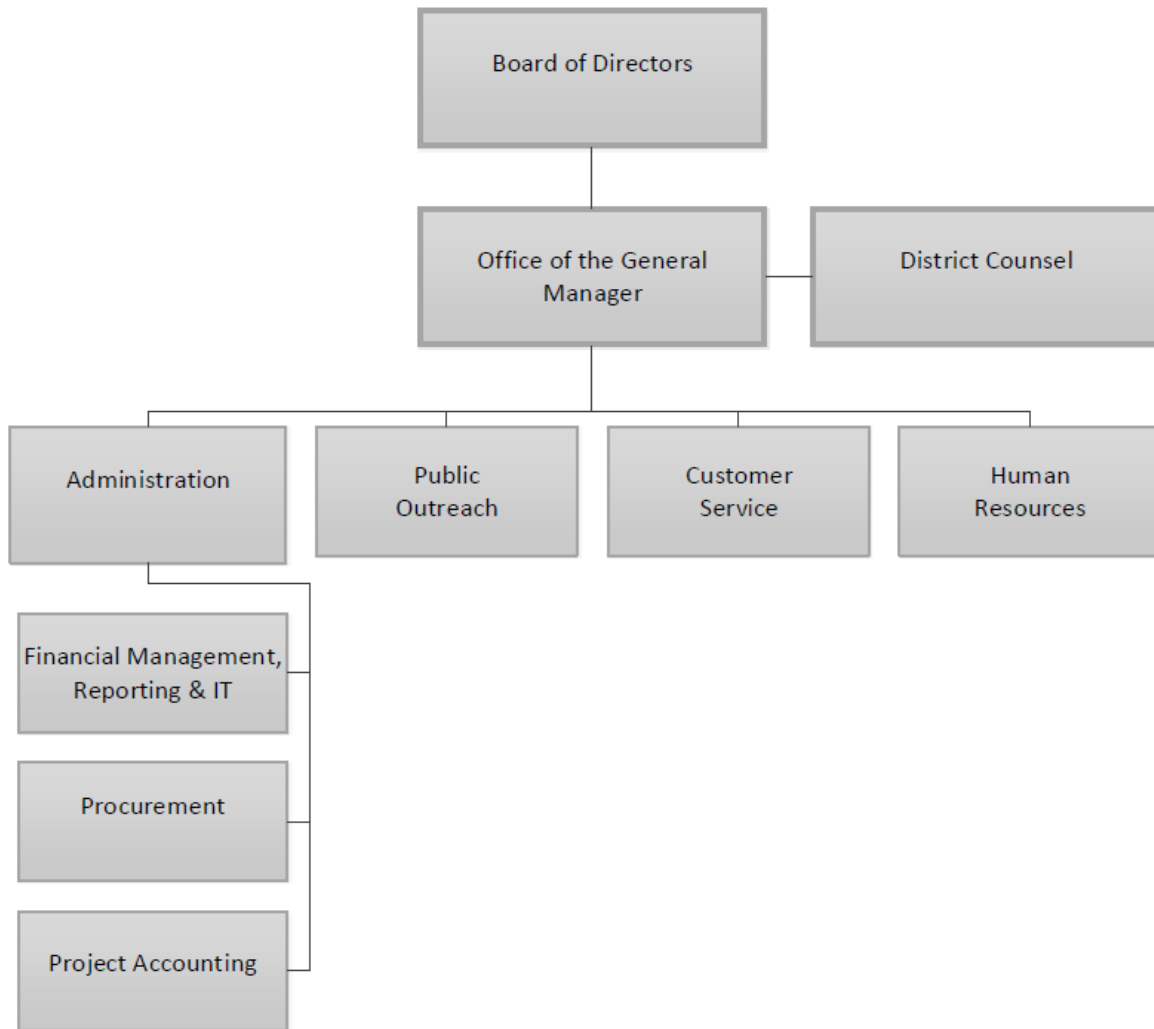 Board of Directors
Office of the General
Manager
District Counsel
Administration
Public
Outreach
Customer
Service
Human
Resources
Financial Management,
Reporting & IT
Procurement
Project Accounting